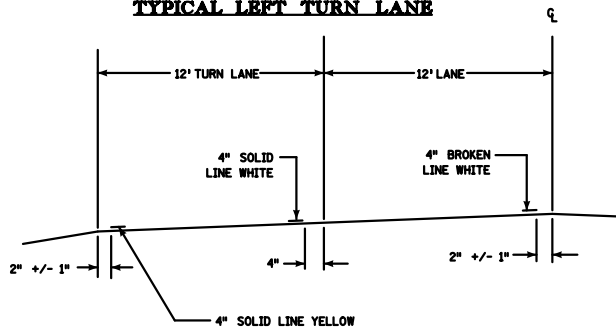 TYPICAL LEFT TURN LANE
℄
12' TURN LANE
12' LANE
4" SOLID
LINE WHITE
4" BROKEN
LINE WHITE
2" +/- 1"
4"
2" +/- 1"
4" SOLID LINE YELLOW